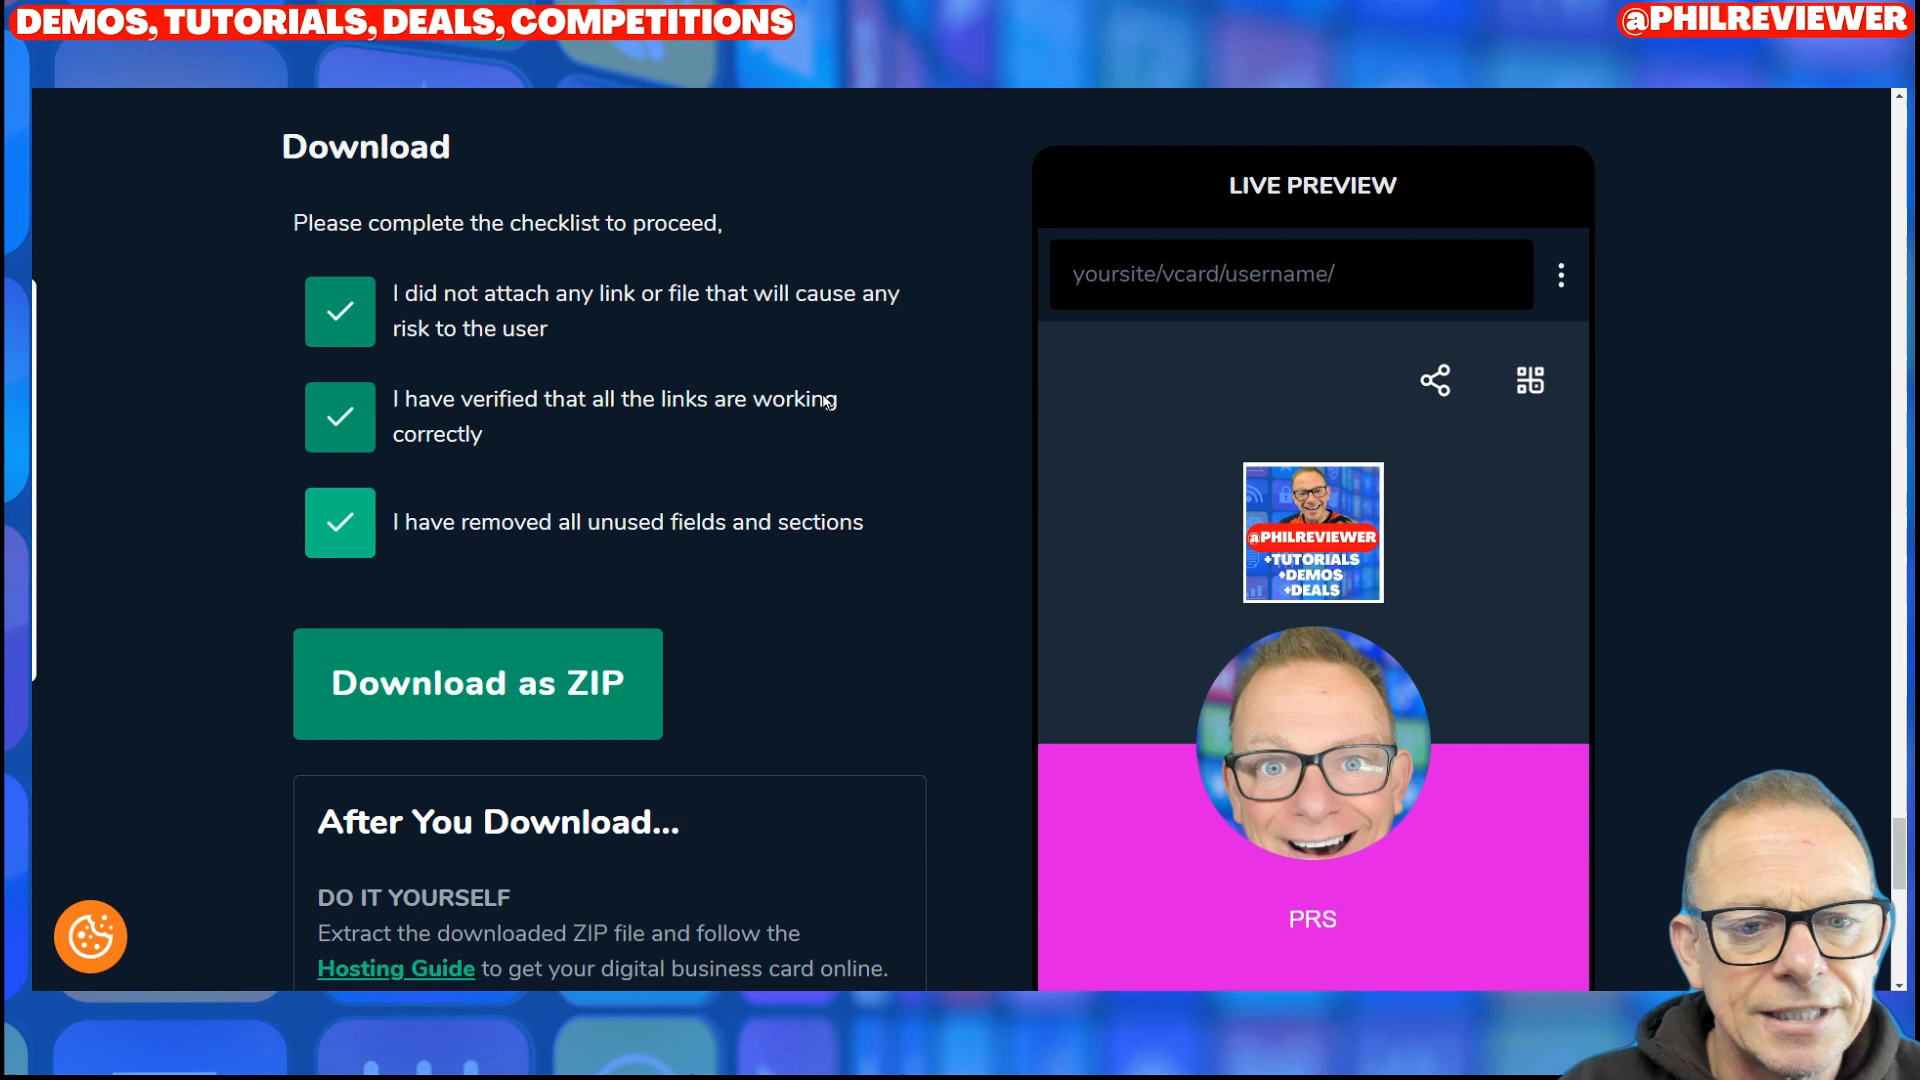 DEMOS, TUTORIALS, DEALS, COMPETITIONS
@PHILREVIEWER
Download
Please complete the checklist to proceed,
I did not attach any link or file that will cause any
risk to the user
I have verified that all the links are working
correctly
I have removed all unused fields and sections
Download as ZIP
After You Download...
DO IT YOURSELF
Extract the downloaded ZIP file and follow the
Hosting Guide to get your digital business card online.
LIVE PREVIEW
yoursite/vcard/username/
@PHILREVIEWER
+TUTORIALS
+DEMOS
+DEALS
PRS